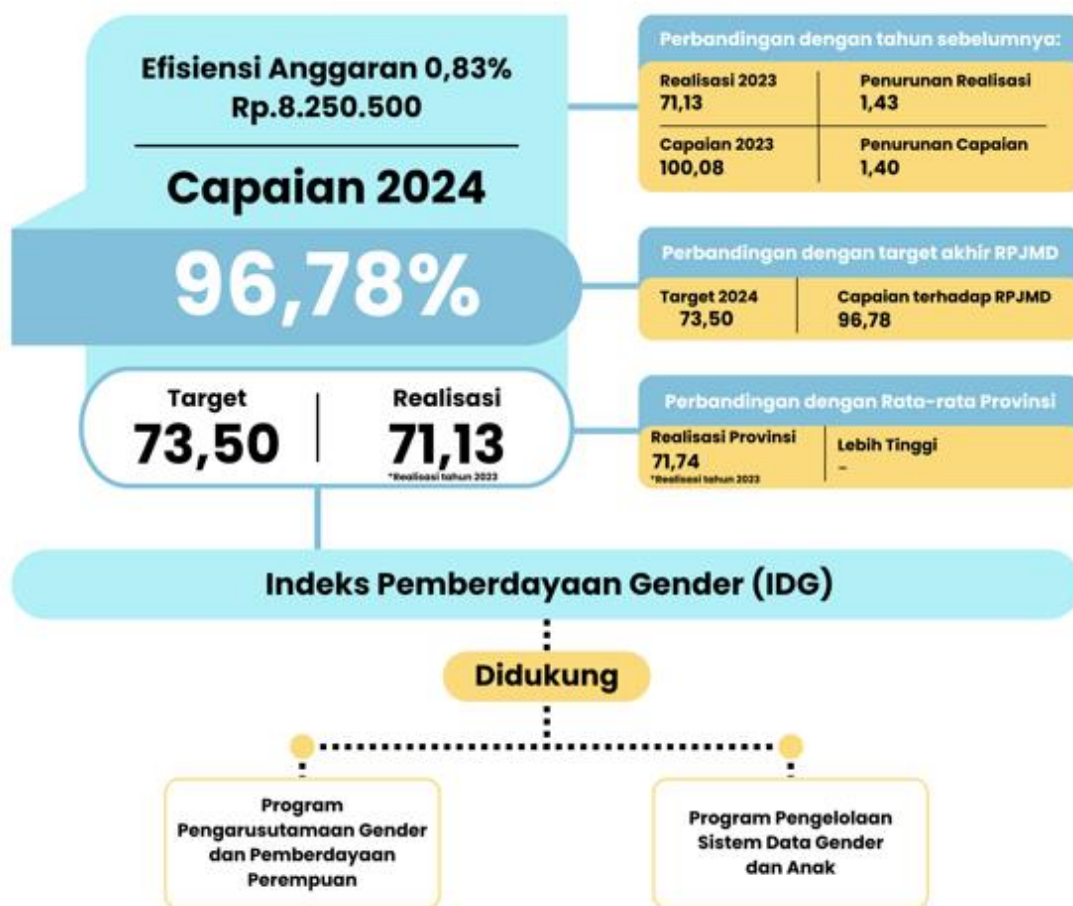 Efisiensi Anggaran 0,83%
Rp.8.250.500
Capaian 2024
96,78%
Target
73,50
Realisasi
71,13
*Realisasi tahun 2023
Perbandingan dengan tahun sebelumnya:
Realisasi 2023
71,13
Penurunan Realisasi
1,43
Capaian 2023
100,08
Penurunan Capaian
1,40
Perbandingan dengan target akhir RPJMD
Target 2024
73,50
Capaian terhadap RPJMD
96,78
Perbandingan dengan Rata-rata Provinsi
Realisasi Provinsi
71,74
*Realisasi tahun 2023
Lebih Tinggi
-
Indeks Pemberdayaan Gender (IDG)
Didukung
Program
Pengarusutamaan Gender
dan Pemberdayaan
Perempuan
Program Pengelolaan
Sistem Data Gender
dan Anak